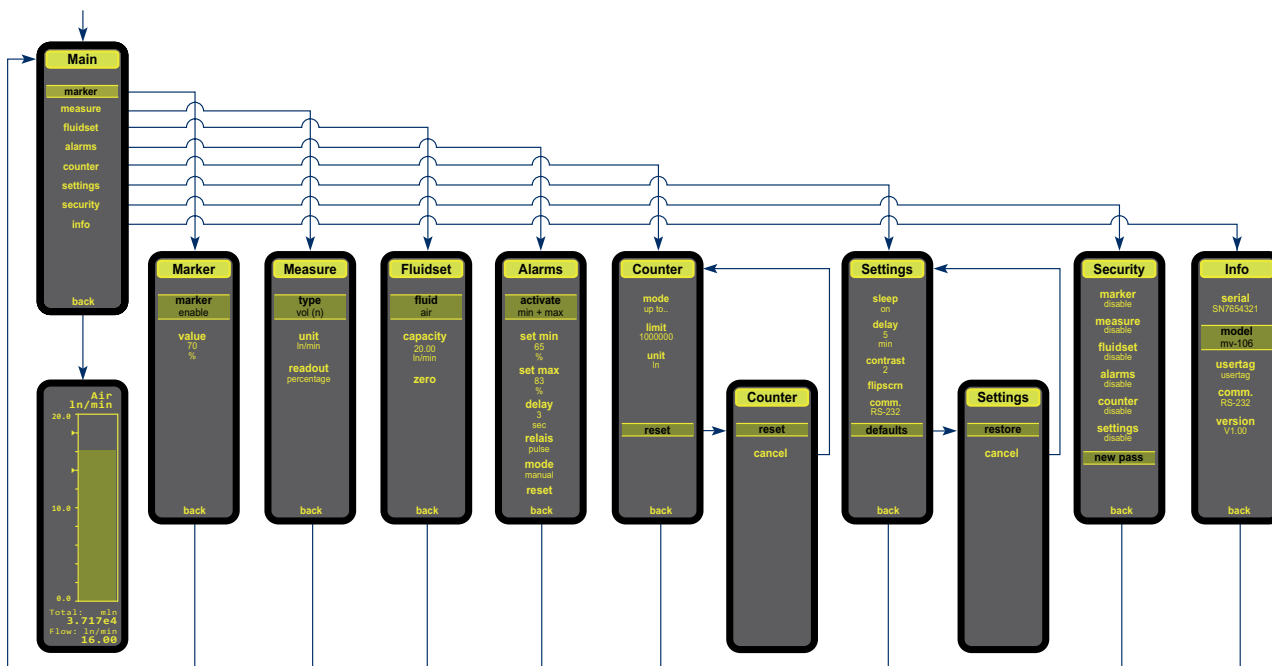 Main
marker
measure
fluidset
alarms
counter
settings
security
info
back
Air
ln/min
20.0
10.0
0.0
Total: mln
3.717e4
Flow: ln/min
16.00
Marker
marker
enable
value
70
%
back
Measure
type
vol (n)
unit
ln/min
readout
percentage
back
Fluidset
fluid
air
capacity
20.00
ln/min
zero
back
Alarms
activate
min + max
set min
65
%
set max
83
%
delay
3
sec
relais
pulse
mode
manual
reset
back
Counter
mode
up to..
limit
1000000
unit
ln
reset
back
Counter
reset
cancel
Settings
sleep
on
delay
5
min
contrast
2
flipscrn
comm.
RS-232
defaults
back
Settings
restore
cancel
Security
marker
disable
measure
disable
fluidset
disable
alarms
disable
counter
disable
settings
disable
new pass
back
Info
serial
SN7654321
model
mv-106
usertag
usertag
comm.
RS-232
version
V1.00
back